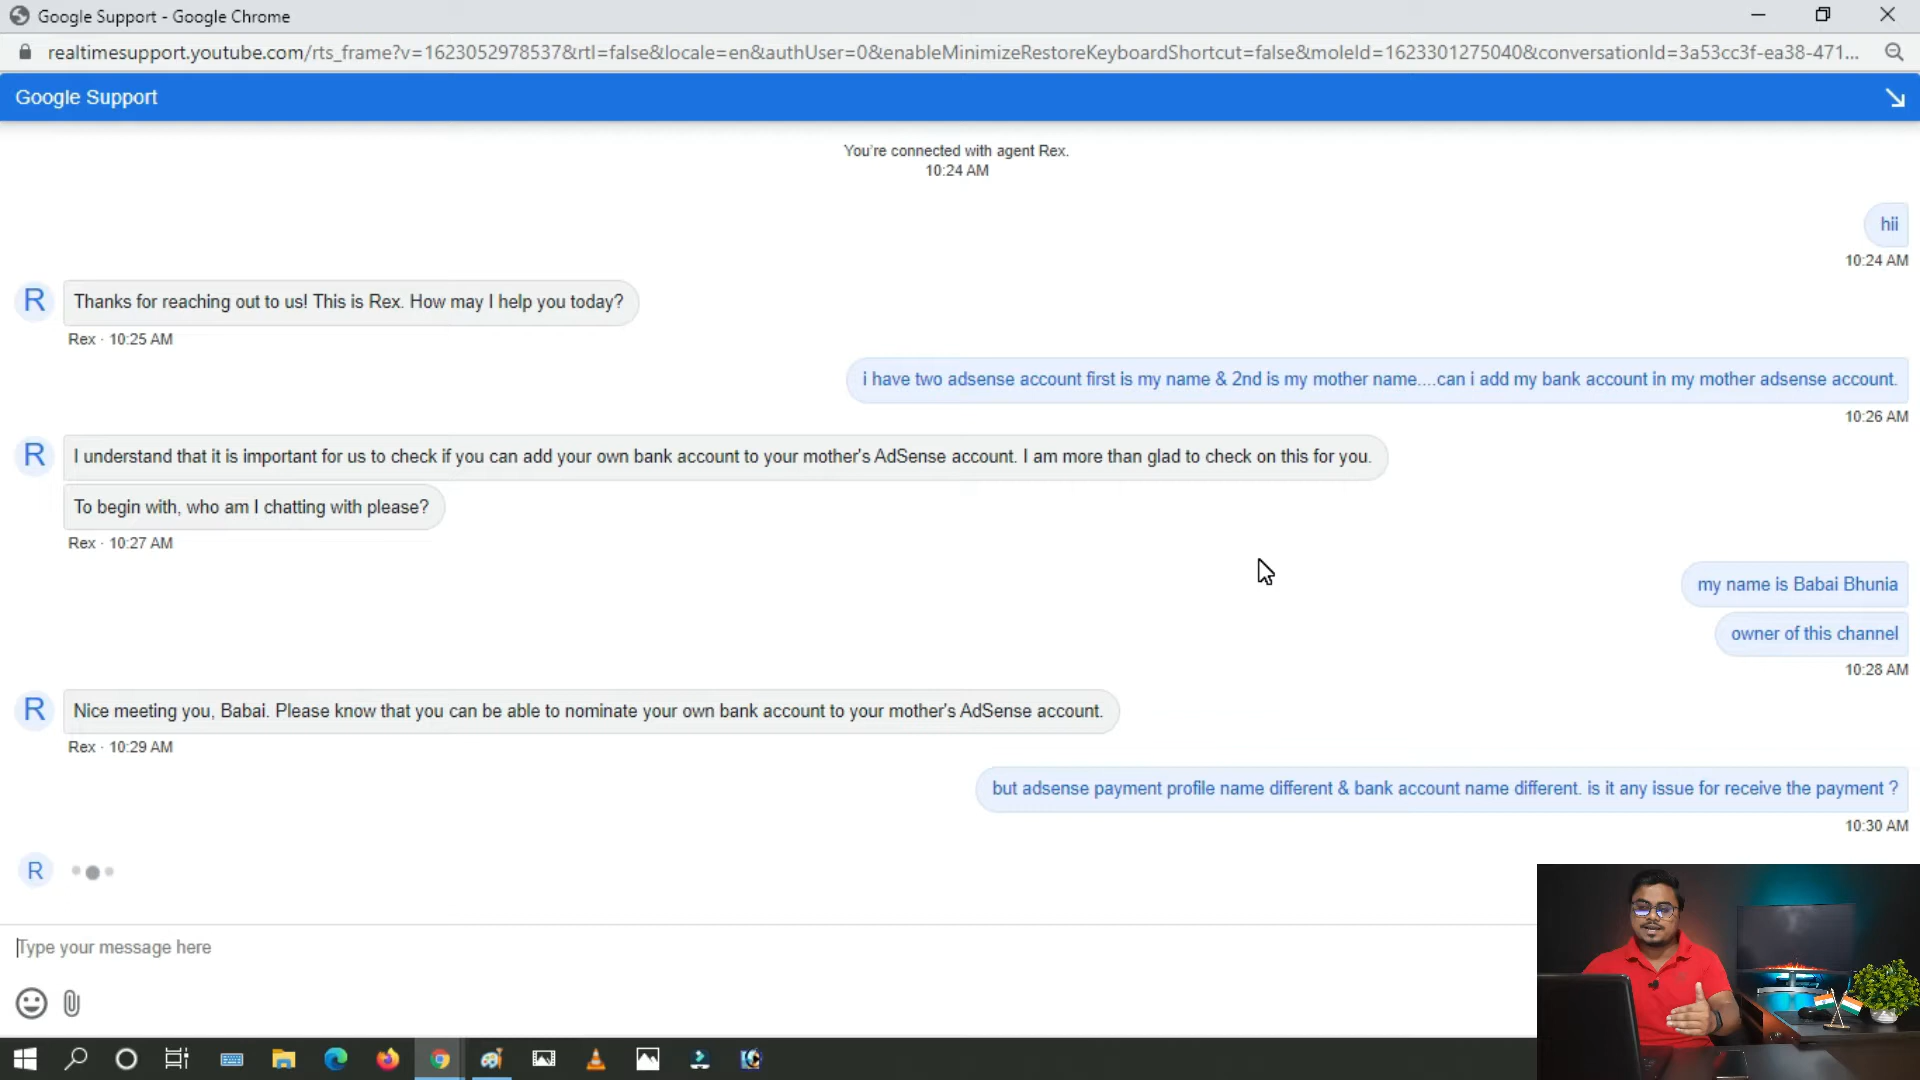 Google Support - Google Chrome
realtimesupport.youtube.com/rts_frame?v=1623052978537&rtl=false&locale=en&authUser=0&enableMinimizeRestoreKeyboardShortcut=false&moleId=1623301275040&conversationId=3a53cc3f-ea38-471...
Google Support
You're connected with agent Rex.
10:24 AM
hii
10:24 AM
R
Thanks for reaching out to us! This is Rex. How may I help you today?
Rex · 10:25 AM
i have two adsense account first is my name & 2nd is my mother name....can i add my bank account in my mother adsense account.
10:26 AM
R
I understand that it is important for us to check if you can add your own bank account to your mother's AdSense account. I am more than glad to check on this for you.
To begin with, who am I chatting with please?
Rex · 10:27 AM
my name is Babai Bhunia
owner of this channel
10:28 AM
R
Nice meeting you, Babai. Please know that you can be able to nominate your own bank account to your mother's AdSense account.
Rex · 10:29 AM
but adsense payment profile name different & bank account name different. is it any issue for receive the payment ?
10:30 AM
R
Type your message here